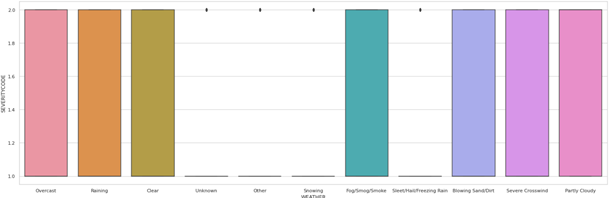 2.0
1.8
1.6
1.4
1.2
1.0
SEVERITYCODE
Overcast Raining Clear Unknown Other Snowing Fog/Smog/Smoke Sleet/Hail/Freezing Rain Blowing Sand/Dirt Severe Crosswind Partly Cloudy
WEATHER